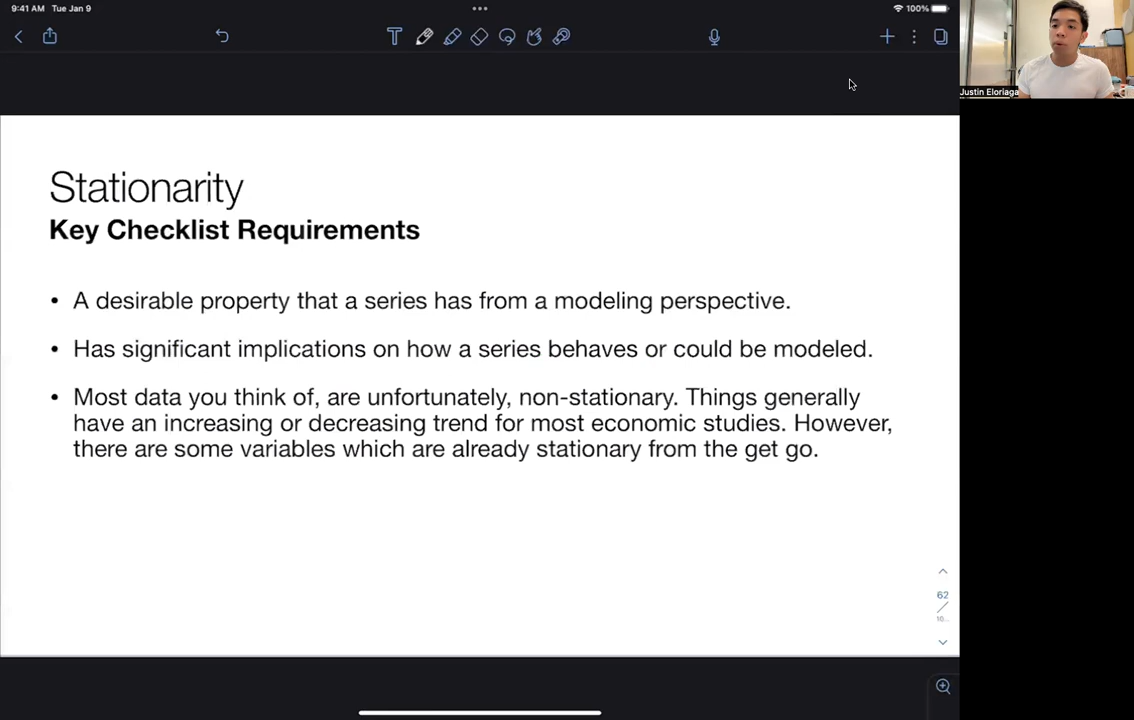 9:41 AM Tue Jan 9
100%
Justin Eloriaga
Stationarity
Key Checklist Requirements
• A desirable property that a series has from a modeling perspective.
• Has significant implications on how a series behaves or could be modeled.
• Most data you think of, are unfortunately, non-stationary. Things generally
have an increasing or decreasing trend for most economic studies. However,
there are some variables which are already stationary from the get go.
62